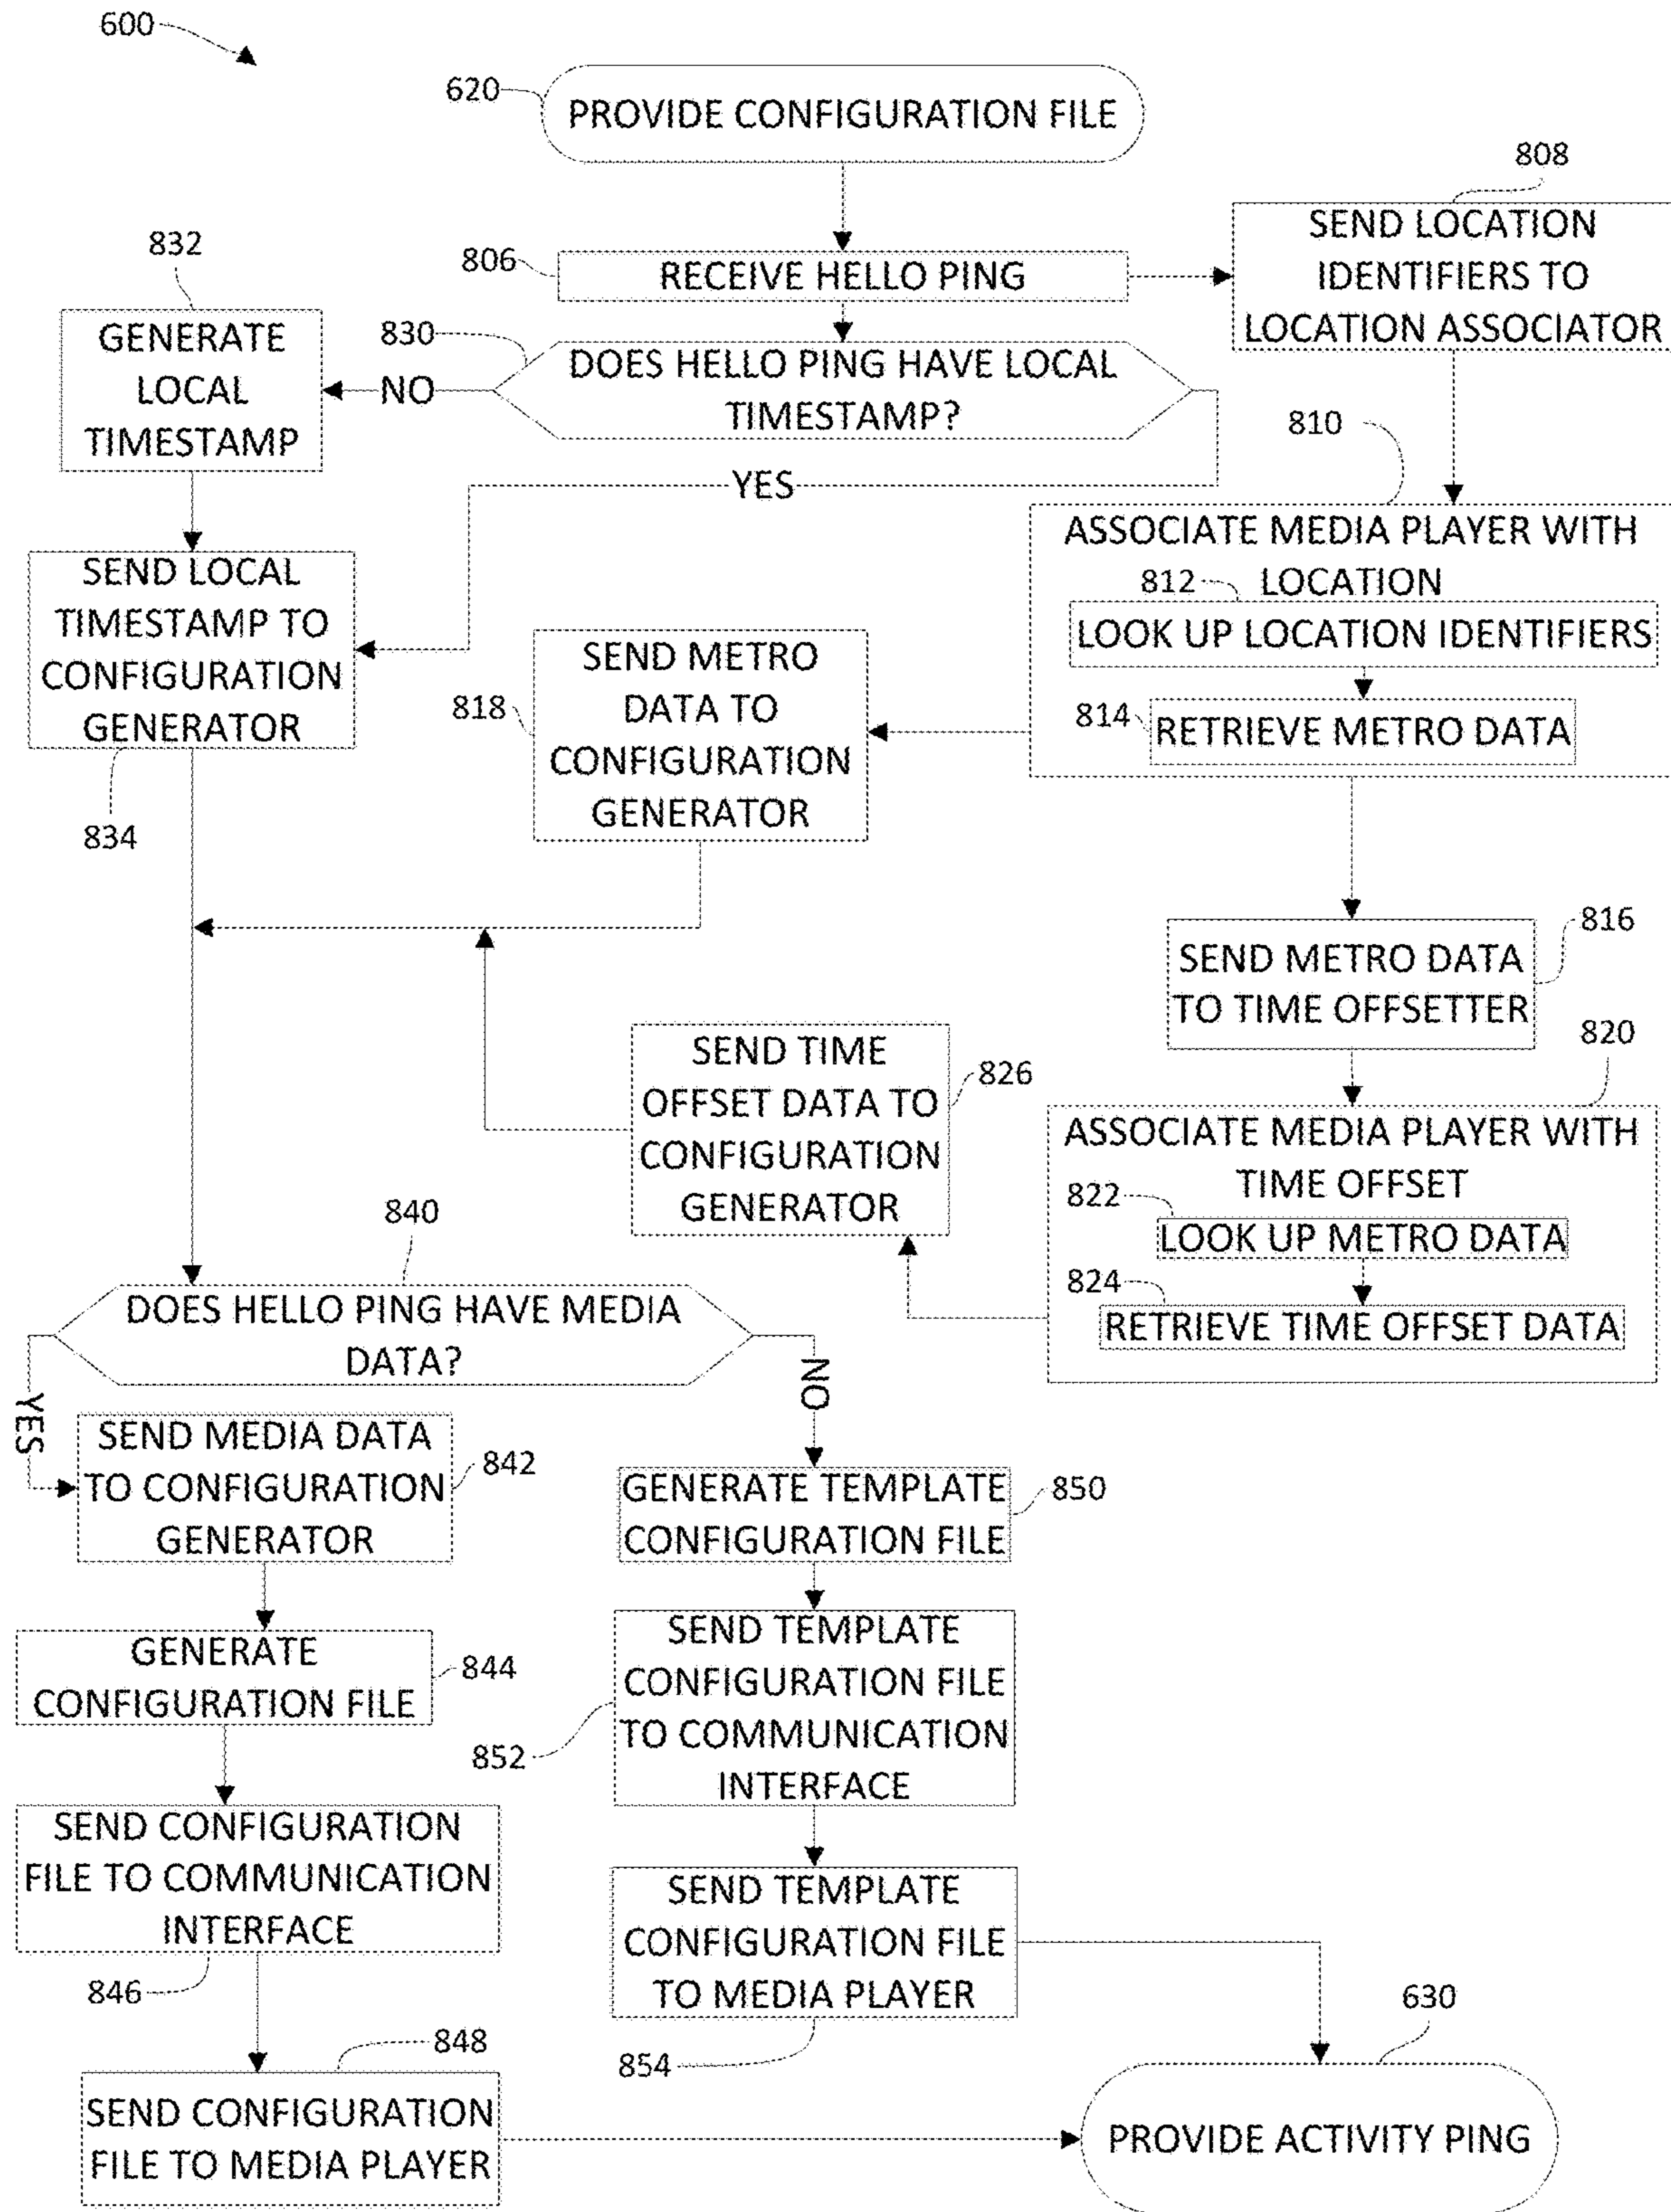 600
620
PROVIDE CONFIGURATION FILE
808
SEND LOCATION
IDENTIFIERS TO
LOCATION ASSOCIATOR
806
RECEIVE HELLO PING
832
GENERATE
LOCAL
TIMESTAMP
830
DOES HELLO PING HAVE LOCAL
TIMESTAMP?
NO
YES
810
ASSOCIATE MEDIA PLAYER WITH
LOCATION
812
LOOK UP LOCATION IDENTIFIERS
814
RETRIEVE METRO DATA
SEND LOCAL
TIMESTAMP TO
CONFIGURATION
GENERATOR
834
818
SEND METRO
DATA TO
CONFIGURATION
GENERATOR
816
SEND METRO DATA
TO TIME OFFSETTER
820
ASSOCIATE MEDIA PLAYER WITH
TIME OFFSET
822
LOOK UP METRO DATA
824
RETRIEVE TIME OFFSET DATA
SEND TIME
OFFSET DATA TO
CONFIGURATION
GENERATOR
826
840
DOES HELLO PING HAVE MEDIA
DATA?
YES
NO
SEND MEDIA DATA
TO CONFIGURATION
GENERATOR
842
GENERATE TEMPLATE
CONFIGURATION FILE
850
GENERATE
CONFIGURATION FILE
844
SEND TEMPLATE
CONFIGURATION FILE
TO COMMUNICATION
INTERFACE
852
SEND CONFIGURATION
FILE TO COMMUNICATION
INTERFACE
846
SEND TEMPLATE
CONFIGURATION FILE
TO MEDIA PLAYER
854
848
SEND CONFIGURATION
FILE TO MEDIA PLAYER
630
PROVIDE ACTIVITY PING